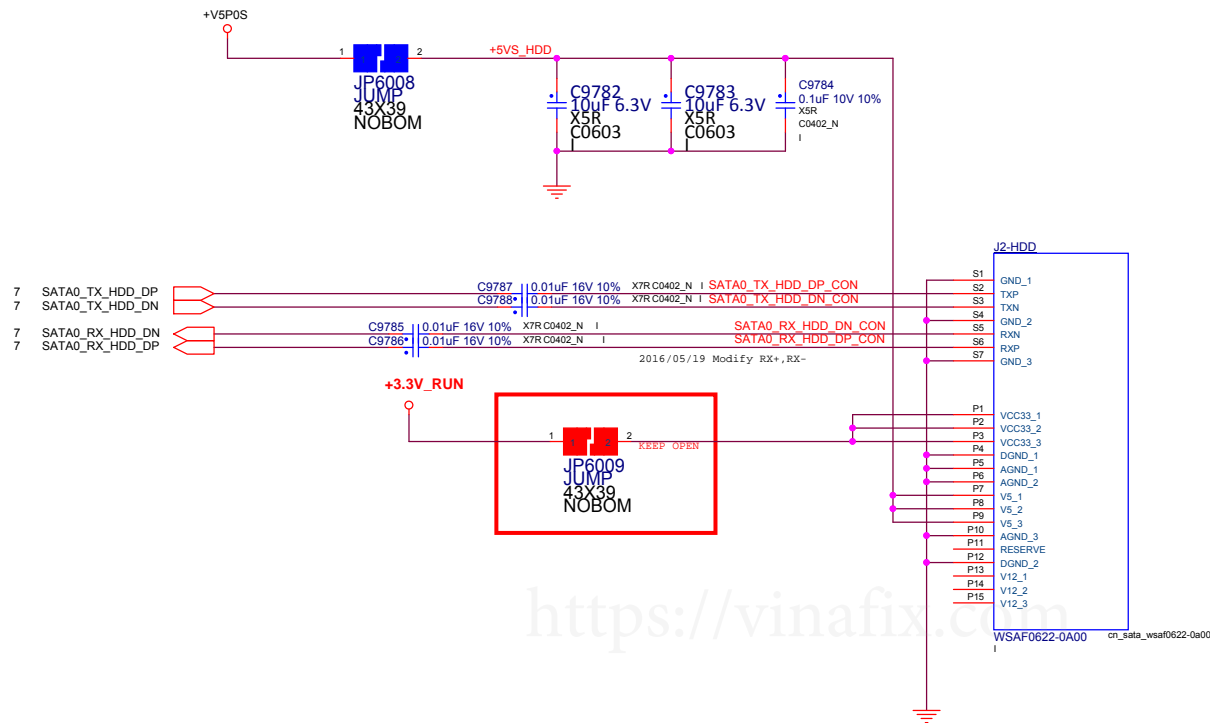 +V5P0S
1
2
+5VS_HDD
1
2
JP6008
JUMP
43X39
NOBOM
C9782
10uF 6.3V
X5R
C0603
I
C9783
10uF 6.3V
X5R
C0603
I
C9784
0.1uF 10V 10%
X5R
C0402_N
I
7 SATA0_TX_HDD_DP
7 SATA0_TX_HDD_DN
7 SATA0_RX_HDD_DN
7 SATA0_RX_HDD_DP
C9787 0.01uF 16V 10% X7R C0402_N I SATA0_TX_HDD_DP_CON
C9788 0.01uF 16V 10% X7R C0402_N I SATA0_TX_HDD_DN_CON
C9785 0.01uF 16V 10% X7R C0402_N I SATA0_RX_HDD_DN_CON
C9786 0.01uF 16V 10% X7R C0402_N I SATA0_RX_HDD_DP_CON
2016/05/19 Modify RX+,RX-
+3.3V_RUN
1
2
KEEP OPEN
1
2
JP6009
JUMP
43X39
NOBOM
J2-HDD
S1 GND_1
S2 TXP
S3 TXN
S4 GND_2
S5 RXN
S6 RXP
S7 GND_3
P1 VCC33_1
P2 VCC33_2
P3 VCC33_3
P4 DGND_1
P5 AGND_1
P6 AGND_2
P7 V5_1
P8 V5_2
P9 V5_3
P10 AGND_3
P11 RESERVE
P12 DGND_2
P13 V12_1
P14 V12_2
P15 V12_3
WSAF0622-0A00
cn_sata_wsaf0622-0a00
I
https://vinafix.com